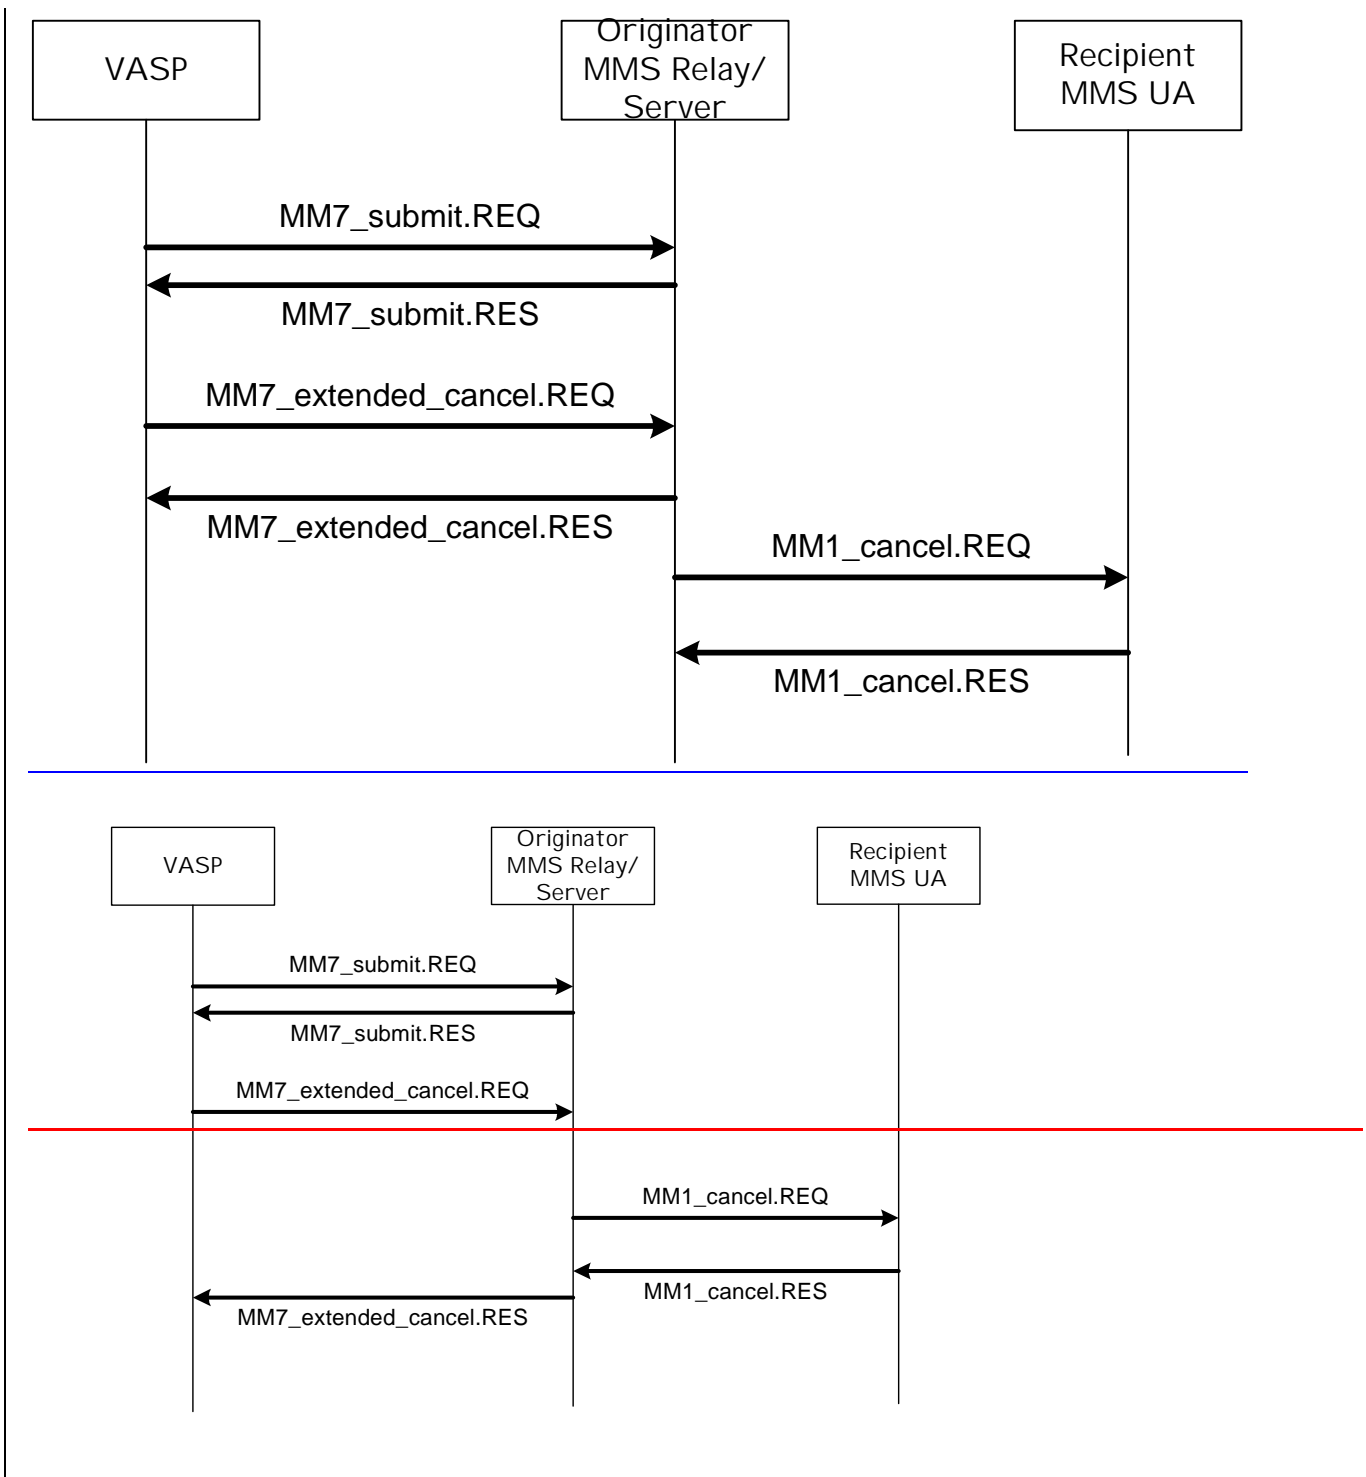 VASP
Originator
MMS Relay/
Server
Recipient
MMS UA
MM7_submit.REQ
MM7_submit.RES
MM7_extended_cancel.REQ
MM7_extended_cancel.RES
MM1_cancel.REQ
MM1_cancel.RES
VASP
Originator
MMS Relay/
Server
Recipient
MMS UA
MM7_submit.REQ
MM7_submit.RES
MM7_extended_cancel.REQ
MM1_cancel.REQ
MM1_cancel.RES
MM7_extended_cancel.RES